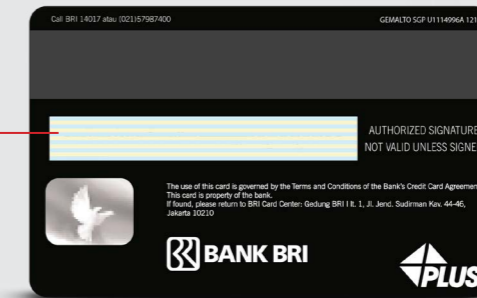 Call BRI 14017 atau (021)57987400
GEMALTO SGP U1114996A 121
AUTHORIZED SIGNATURE
NOT VALID UNLESS SIGNE
The use of this card is governed by the Terms and Conditions of the Bank's Credit Card Agreemen
This card is property of the bank.
If found, please return to BRI Card Center: Gedung BRI I lt. 1, Jl. Jend. Sudirman Kav. 44-46,
Jakarta 10210
BANK BRI
PLUS